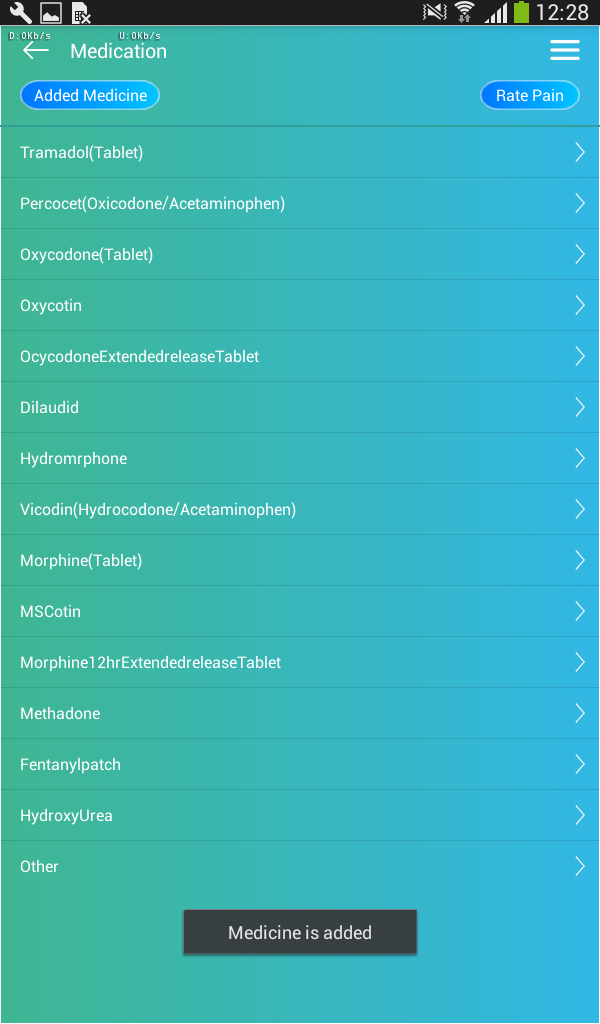 12:28
D:0Kb/s U:0Kb/s
Medication
Added Medicine Rate Pain
Tramadol(Tablet)
Percocet(Oxicodone/Acetaminophen)
Oxycodone(Tablet)
Oxycotin
OcycodoneExtendedreleaseTablet
Dilaudid
Hydromrphone
Vicodin(Hydrocodone/Acetaminophen)
Morphine(Tablet)
MSCotin
Morphine12hrExtendedreleaseTablet
Methadone
Fentanylpatch
HydroxyUrea
Other
Medicine is added